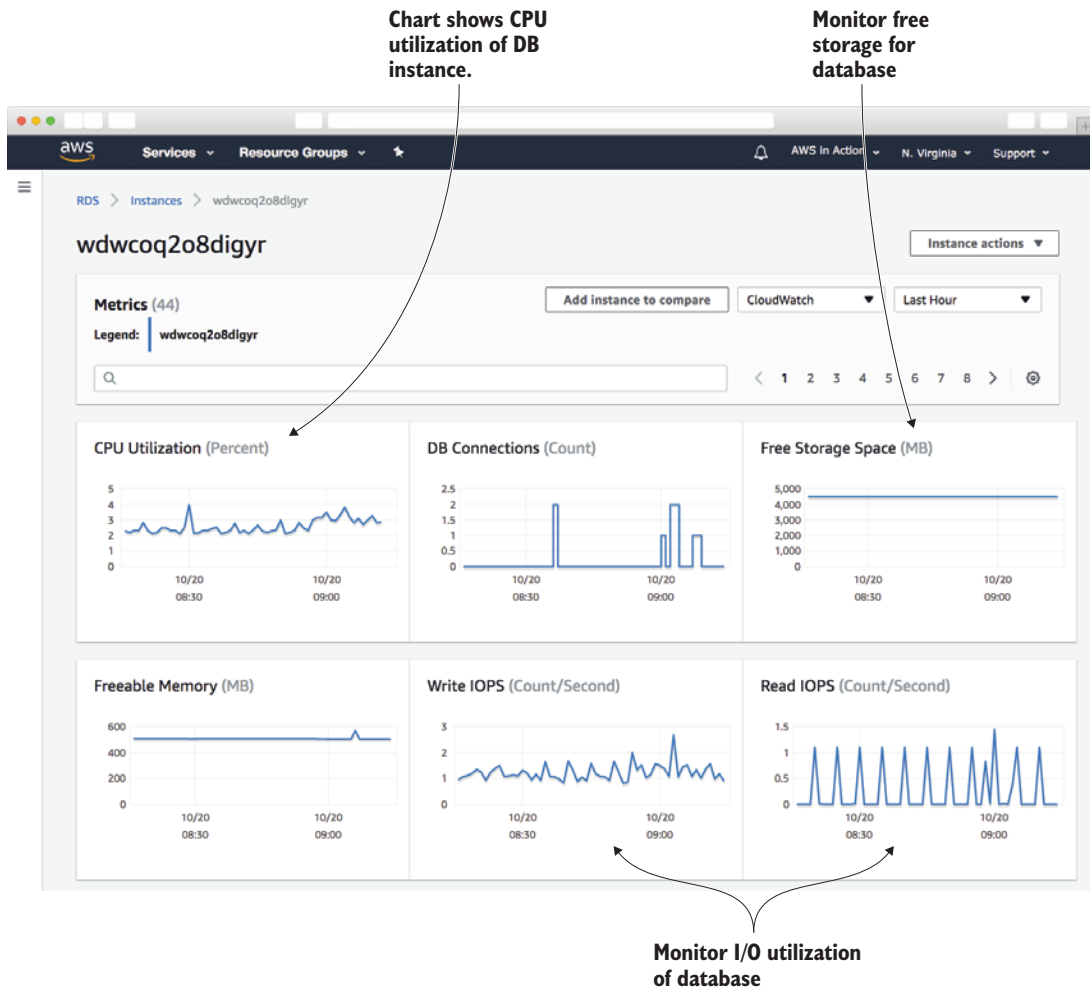 Chart shows CPU
utilization of DB
instance.
Monitor free
storage for
database
aws Services Resource Groups AWS in Action N. Virginia Support
RDS > Instances > wdwcoq2o8digyr
wdwcoq2o8digyr
Instance actions
Metrics (44)
Add instance to compare
CloudWatch
Last Hour
Legend: wdwcoq2o8digyr
< 1 2 3 4 5 6 7 8 >
CPU Utilization (Percent)
5
4
3
2
1
0
10/20 10/20
08:30 09:00
DB Connections (Count)
2.5
2
1.5
1
0.5
0
10/20 10/20
08:30 09:00
Free Storage Space (MB)
5,000
4,000
3,000
2,000
1,000
0
10/20 10/20
08:30 09:00
Freeable Memory (MB)
600
400
200
0
10/20 10/20
08:30 09:00
Write IOPS (Count/Second)
3
2
1
0
10/20 10/20
08:30 09:00
Read IOPS (Count/Second)
1.5
1
0.5
0
10/20 10/20
08:30 09:00
Monitor I/O utilization
of database